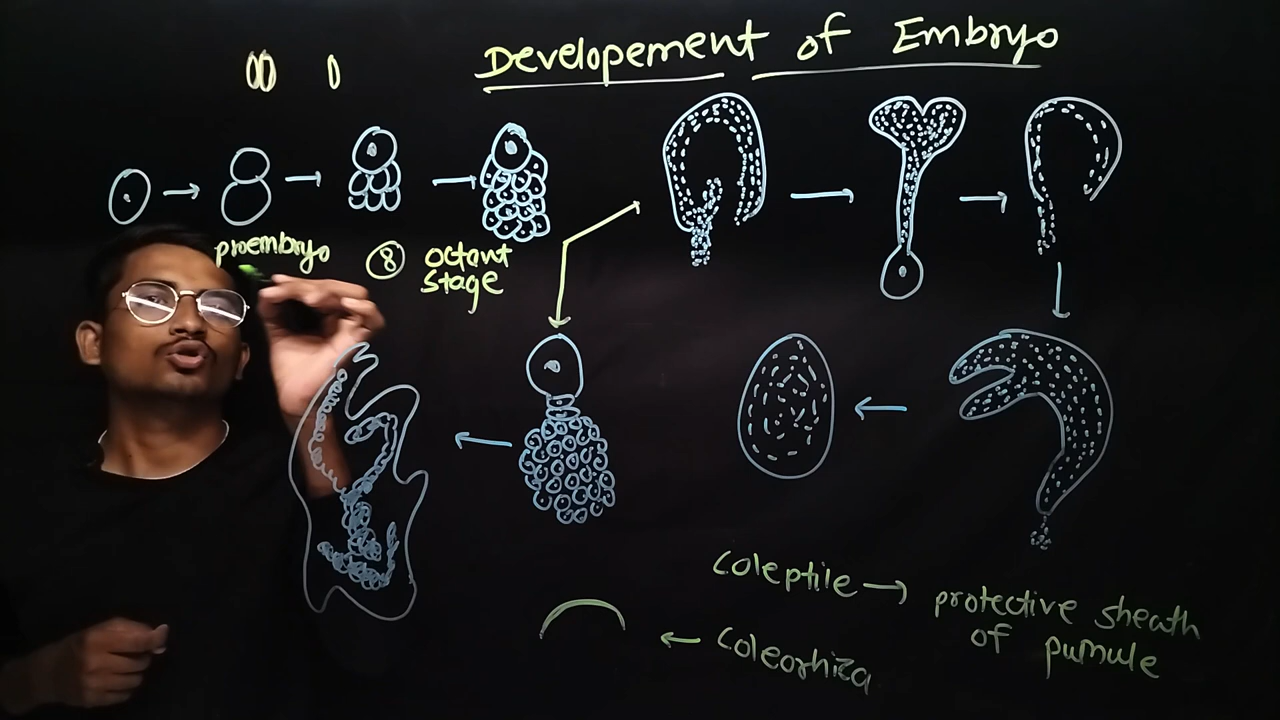 Developement of Embryo
proembryo
8
octant
stage
coleptile → protective sheath
of pumule
← coleorhiza